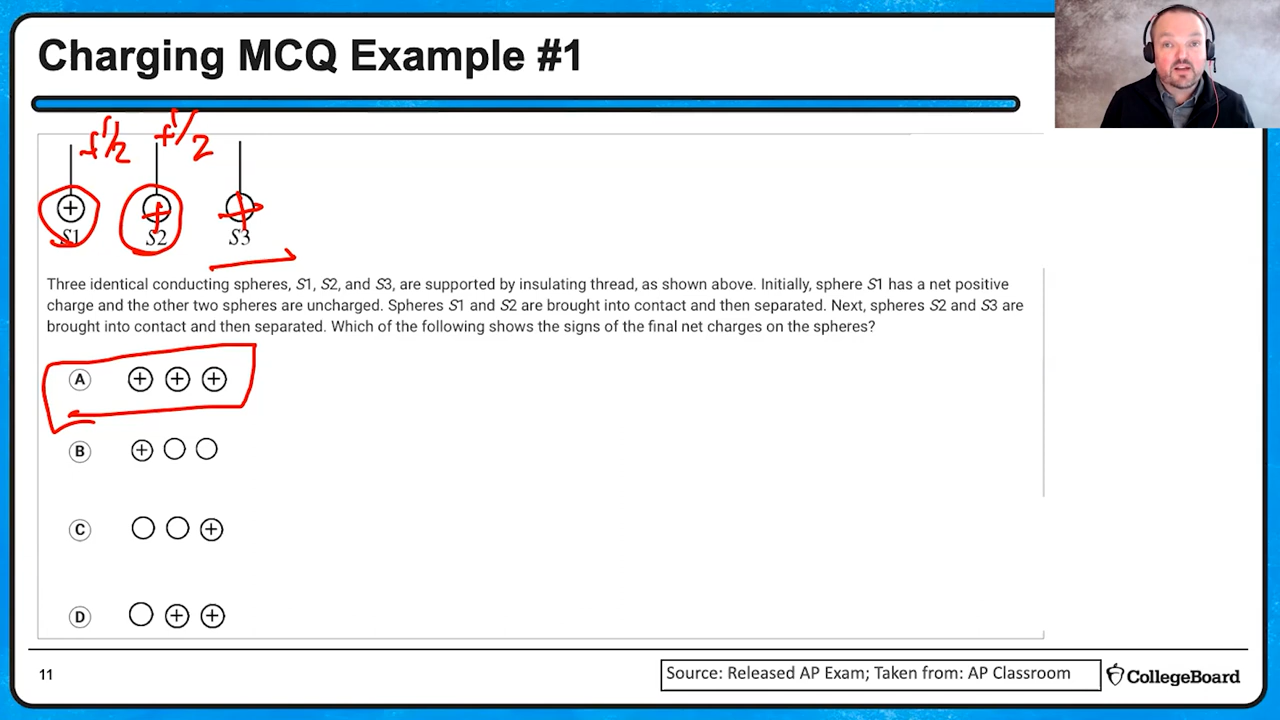 Charging MCQ Example #1
+1/2 +1/2
+ + +
S1 S2 S3
Three identical conducting spheres, S1, S2, and S3, are supported by insulating thread, as shown above. Initially, sphere S1 has a net positive
charge and the other two spheres are uncharged. Spheres S1 and S2 are brought into contact and then separated. Next, spheres S2 and S3 are
brought into contact and then separated. Which of the following shows the signs of the final net charges on the spheres?
A + + +
B +
C +
D + +
11
Source: Released AP Exam; Taken from: AP Classroom
CollegeBoard